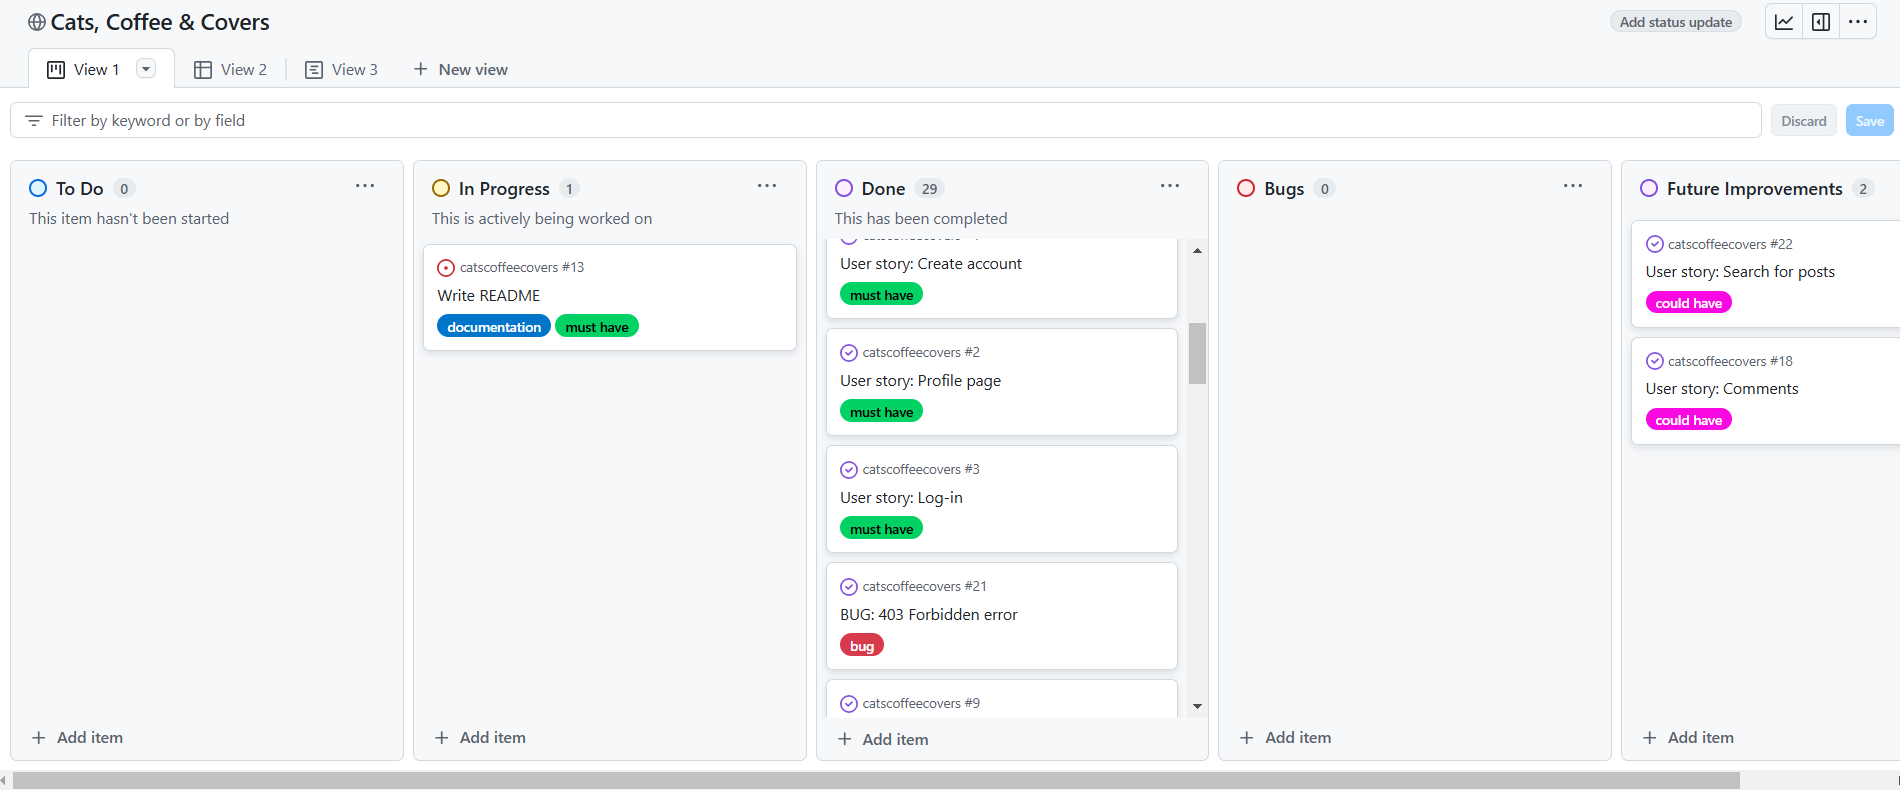 Cats, Coffee & Covers
Add status update
View 1
View 2
View 3
New view
Filter by keyword or by field
Discard
Save
To Do 0
This item hasn't been started
Add item
In Progress 1
This is actively being worked on
catscoffeecovers #13
Write README
documentation must have
Add item
Done 29
This has been completed
User story: Create account
must have
catscoffeecovers #2
User story: Profile page
must have
catscoffeecovers #3
User story: Log-in
must have
catscoffeecovers #21
BUG: 403 Forbidden error
bug
catscoffeecovers #9
Add item
Bugs 0
Add item
Future Improvements 2
catscoffeecovers #22
User story: Search for posts
could have
catscoffeecovers #18
User story: Comments
could have
Add item